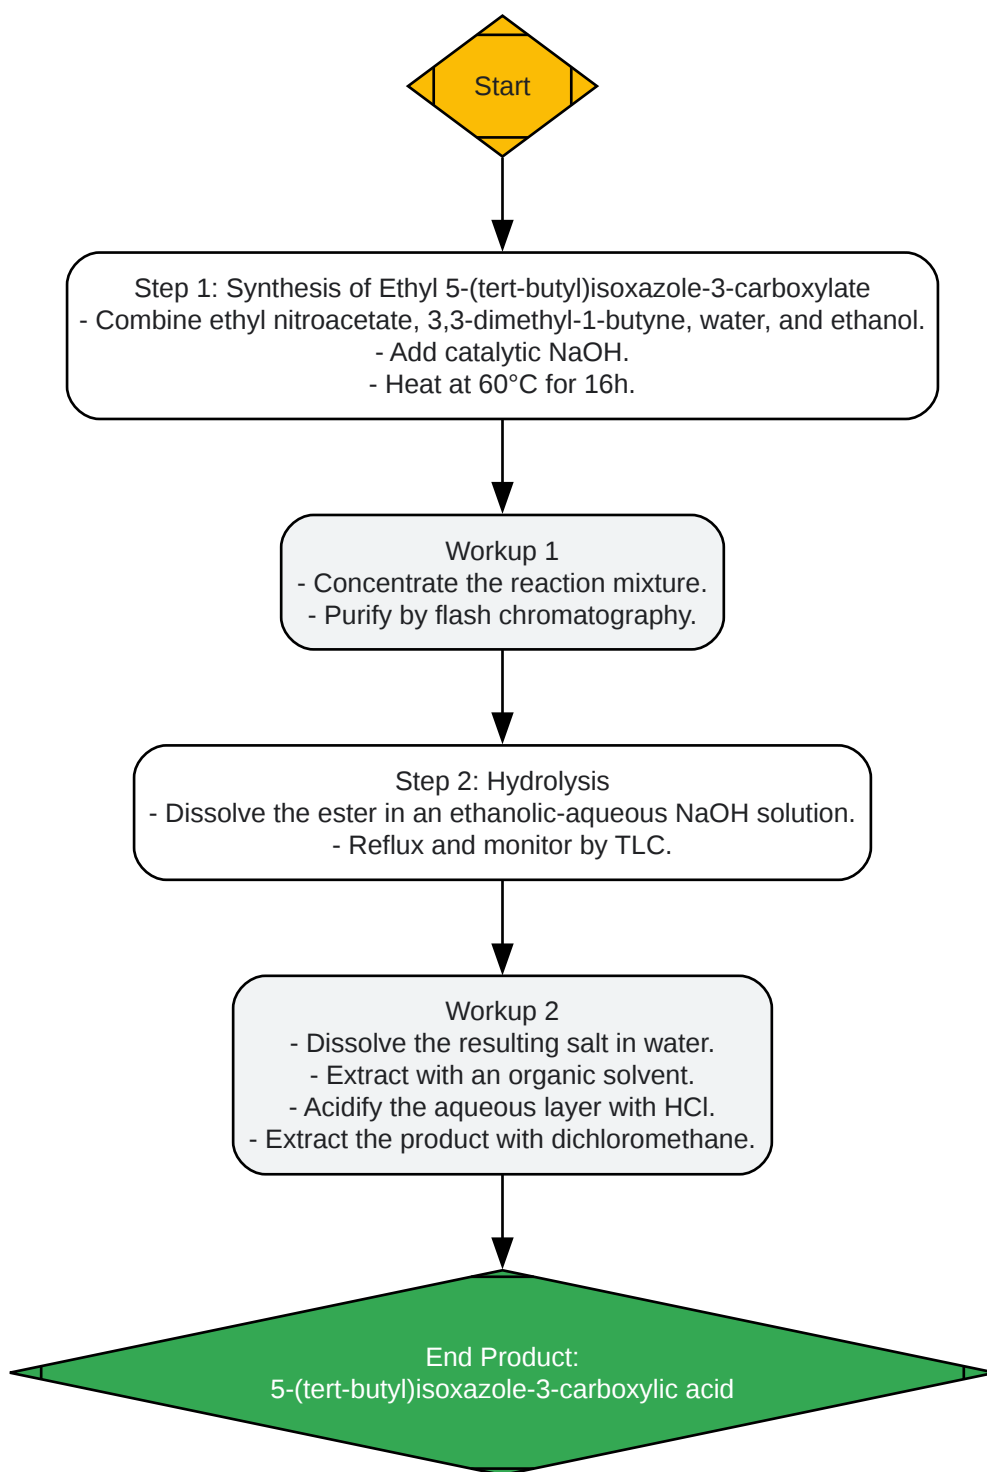 Start
Step 1: Synthesis of Ethyl 5-(tert-butyl)isoxazole-3-carboxylate
- Combine ethyl nitroacetate, 3,3-dimethyl-1-butyne, water, and ethanol.
- Add catalytic NaOH.
- Heat at 60°C for 16h.
Workup 1
- Concentrate the reaction mixture.
- Purify by flash chromatography.
Step 2: Hydrolysis
- Dissolve the ester in an ethanolic-aqueous NaOH solution.
- Reflux and monitor by TLC.
Workup 2
- Dissolve the resulting salt in water.
- Extract with an organic solvent.
- Acidify the aqueous layer with HCl.
- Extract the product with dichloromethane.
End Product:
5-(tert-butyl)isoxazole-3-carboxylic acid